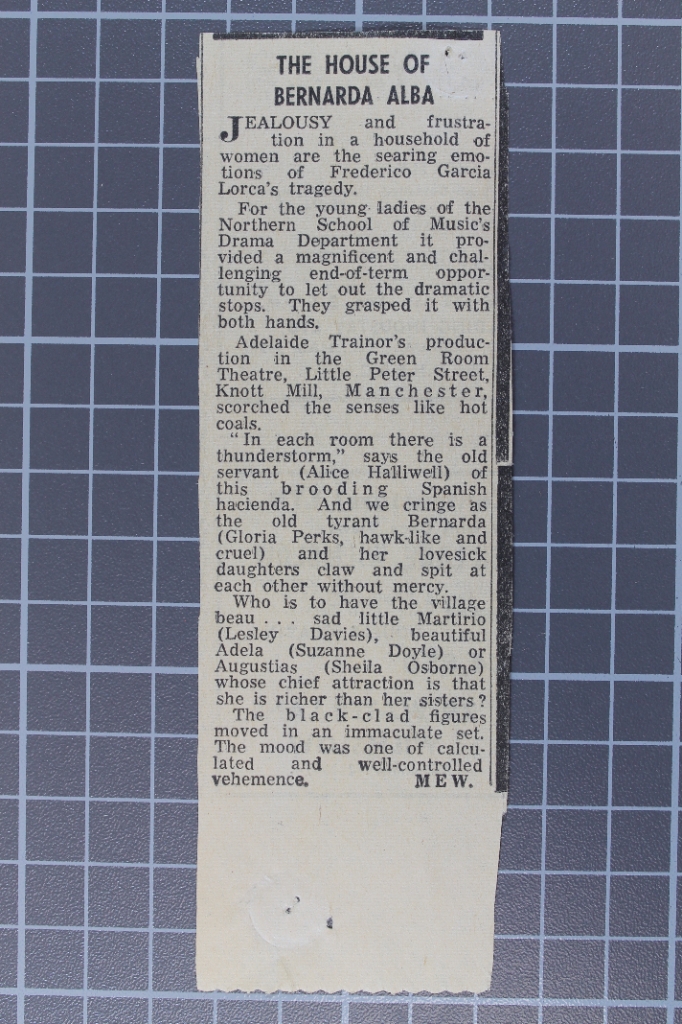 THE HOUSE OF
BERNARDA ALBA
JEALOUSY and frustra-
tion in a household of
women are the searing emo-
tions of Frederico Garcia
Lorca's tragedy.
For the young ladies of the
Northern School of Music's
Drama Department it pro-
vided a magnificent and chal-
lenging end-of-term oppor-
tunity to let out the dramatic
stops. They grasped it with
both hands.
Adelaide Trainor's produc-
tion in the Green Room
Theatre, Little Peter Street,
Knott Mill, Manchester,
scorched the senses like hot
coals.
"In each room there is a
thunderstorm," says the old
servant (Alice Halliwell) of
this brooding Spanish
hacienda. And we cringe as
the old tyrant Bernarda
(Gloria Perks, hawk-like and
cruel) and her lovesick
daughters claw and spit at
each other without mercy.
Who is to have the village
beau . . . sad little Martirio
(Lesley Davies), beautiful
Adela (Suzanne Doyle) or
Augustias (Sheila Osborne)
whose chief attraction is that
she is richer than her sisters?
The black-clad figures
moved in an immaculate set.
The mood was one of calcu-
lated and well-controlled
vehemence. MEW.